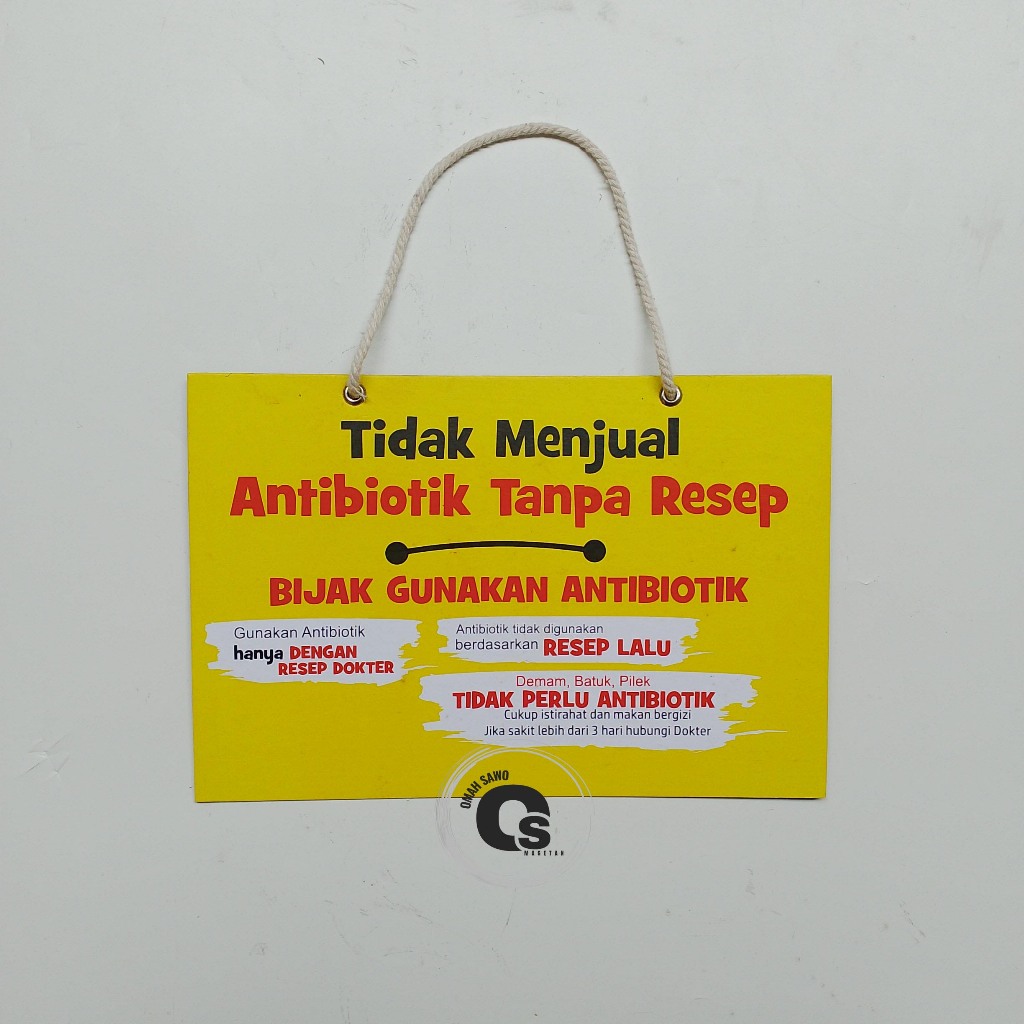 Tidak Menjual
Antibiotik Tanpa Resep
BIJAK GUNAKAN ANTIBIOTIK
Gunakan Antibiotik
hanya DENGAN
RESEP DOKTER
Antibiotik tidak digunakan
berdasarkan RESEP LALU
Demam, Batuk, Pilek
TIDAK PERLU ANTIBIOTIK
Cukup istirahat dan makan bergizi
Jika sakit lebih dari 3 hari hubungi Dokter
OMAH SAWO
OS
MAGETAN